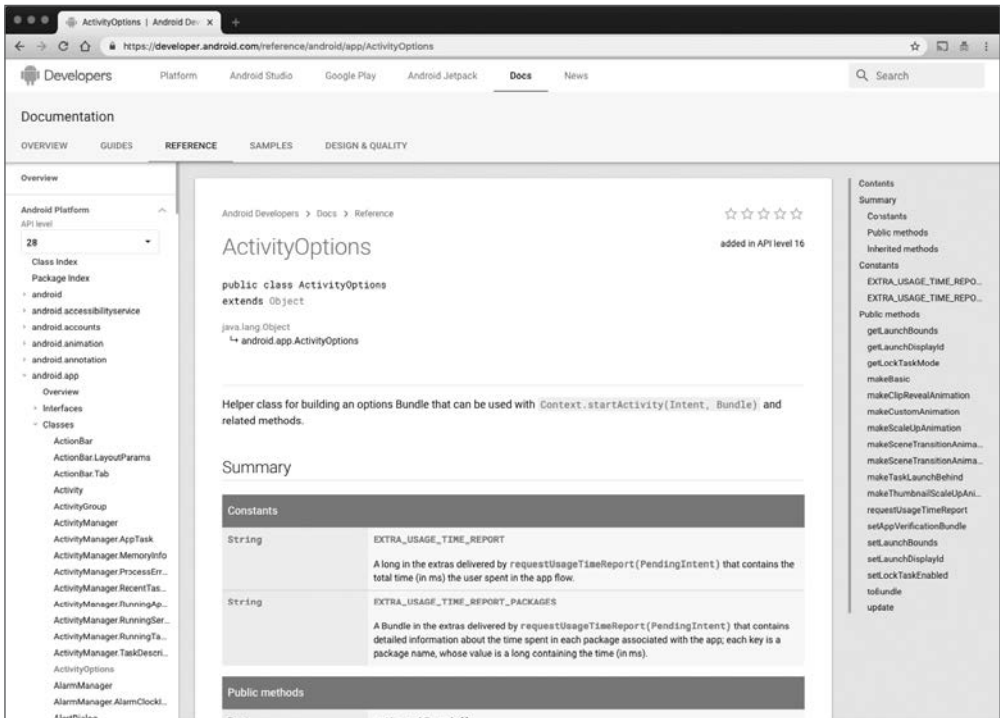 ActivityOptions | Android Dev X +
https://developer.android.com/reference/android/app/ActivityOptions
Developers Platform Android Studio Google Play Android Jetpack Docs News Search
Documentation
OVERVIEW GUIDES REFERENCE SAMPLES DESIGN & QUALITY
Overview
Android Platform
API level
28
Class Index
Package Index
android
android.accessibilityservice
android.accounts
android.animation
android.annotation
android.app
Overview
Interfaces
Classes
ActionBar
ActionBar.LayoutParams
ActionBar.Tab
Activity
ActivityGroup
ActivityManager
ActivityManager.AppTask
ActivityManager.MemoryInfo
ActivityManager.ProcessErr...
ActivityManager.RecentTas...
ActivityManager.RunningAp...
ActivityManager.RunningSer...
ActivityManager.RunningTa...
ActivityManager.TaskDescri...
ActivityOptions
AlarmManager
AlarmManager.AlarmClockI...
Android Developers > Docs > Reference
ActivityOptions
added in API level 16
public class ActivityOptions
extends Object
java.lang.Object
↳ android.app.ActivityOptions
Helper class for building an options Bundle that can be used with Context.startActivity(Intent, Bundle) and
related methods.
Summary
Constants
String EXTRA_USAGE_TIME_REPORT
A long in the extras delivered by requestUsageTimeReport(PendingIntent) that contains the
total time (in ms) the user spent in the app flow.
String EXTRA_USAGE_TIME_REPORT_PACKAGES
A Bundle in the extras delivered by requestUsageTimeReport(PendingIntent) that contains
detailed information about the time spent in each package associated with the app; each key is a
package name, whose value is a long containing the time (in ms).
Public methods
Contents
Summary
Constants
Public methods
Inherited methods
Constants
EXTRA_USAGE_TIME_REPO...
EXTRA_USAGE_TIME_REPO...
Public methods
getLaunchBounds
getLaunchDisplayId
getLockTaskMode
makeBasic
makeClipRevealAnimation
makeCustomAnimation
makeScaleUpAnimation
makeSceneTransitionAnima...
makeSceneTransitionAnima...
makeTaskLaunchBehind
makeThumbnailScaleUpAni...
requestUsageTimeReport
setAppVerificationBundle
setLaunchBounds
setLaunchDisplayId
setLockTaskEnabled
toBundle
update